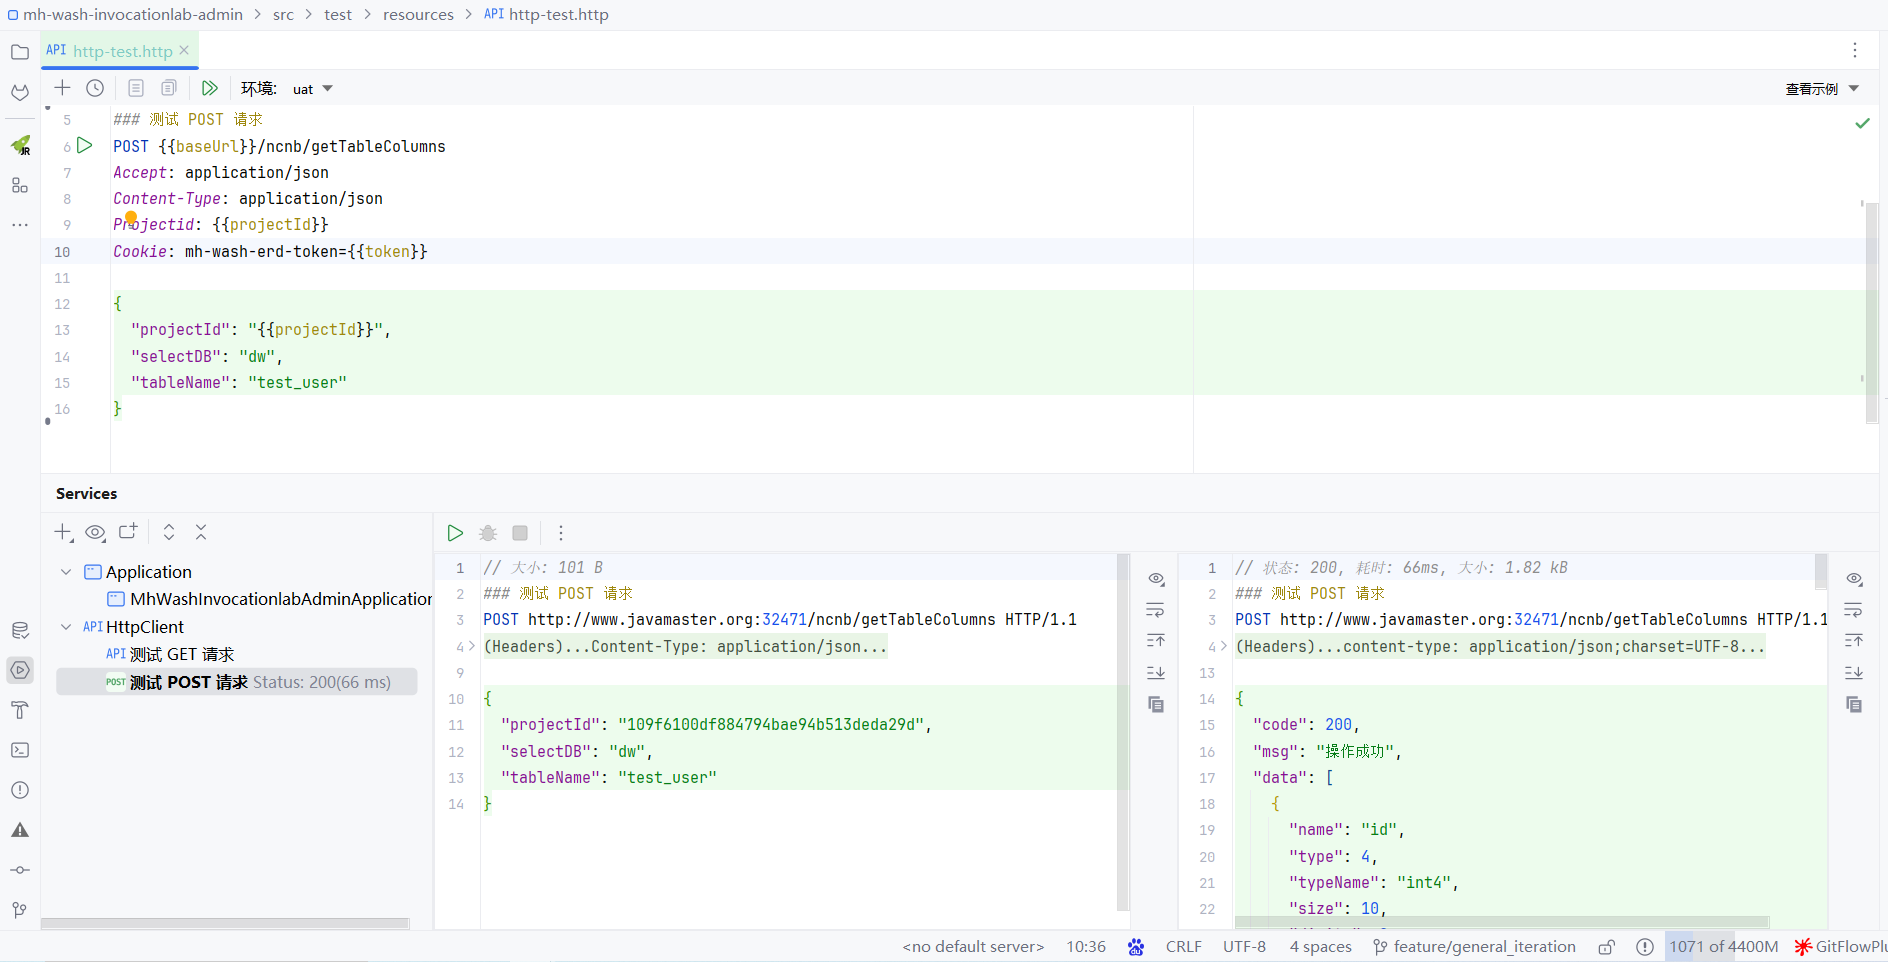 mh-wash-invocationlab-admin > src > test > resources > API http-test.http
API http-test.http ×
环境: uat
查看示例
5 ### 测试 POST 请求
6 POST {{baseUrl}}/ncnb/getTableColumns
7 Accept: application/json
8 Content-Type: application/json
9 Projectid: {{projectId}}
10 Cookie: mh-wash-erd-token={{token}}
11
12 {
13 "projectId": "{{projectId}}",
14 "selectDB": "dw",
15 "tableName": "test_user"
16 }
Services
Application
MhWashInvocationlabAdminApplication
API HttpClient
API 测试 GET 请求
POST 测试 POST 请求 Status: 200(66 ms)
1 // 大小: 101 B
2 ### 测试 POST 请求
3 POST http://www.javamaster.org:32471/ncnb/getTableColumns HTTP/1.1
4 (Headers)...Content-Type: application/json...
9
10 {
11 "projectId": "109f6100df884794bae94b513deda29d",
12 "selectDB": "dw",
13 "tableName": "test_user"
14 }
1 // 状态: 200, 耗时: 66ms, 大小: 1.82 kB
2 ### 测试 POST 请求
3 POST http://www.javamaster.org:32471/ncnb/getTableColumns HTTP/1.1
4 (Headers)...content-type: application/json;charset=UTF-8...
13
14 {
15 "code": 200,
16 "msg": "操作成功",
17 "data": [
18 {
19 "name": "id",
20 "type": 4,
21 "typeName": "int4",
22 "size": 10,
<no default server> 10:36 CRLF UTF-8 4 spaces feature/general_iteration 1071 of 4400M GitFlowPlu